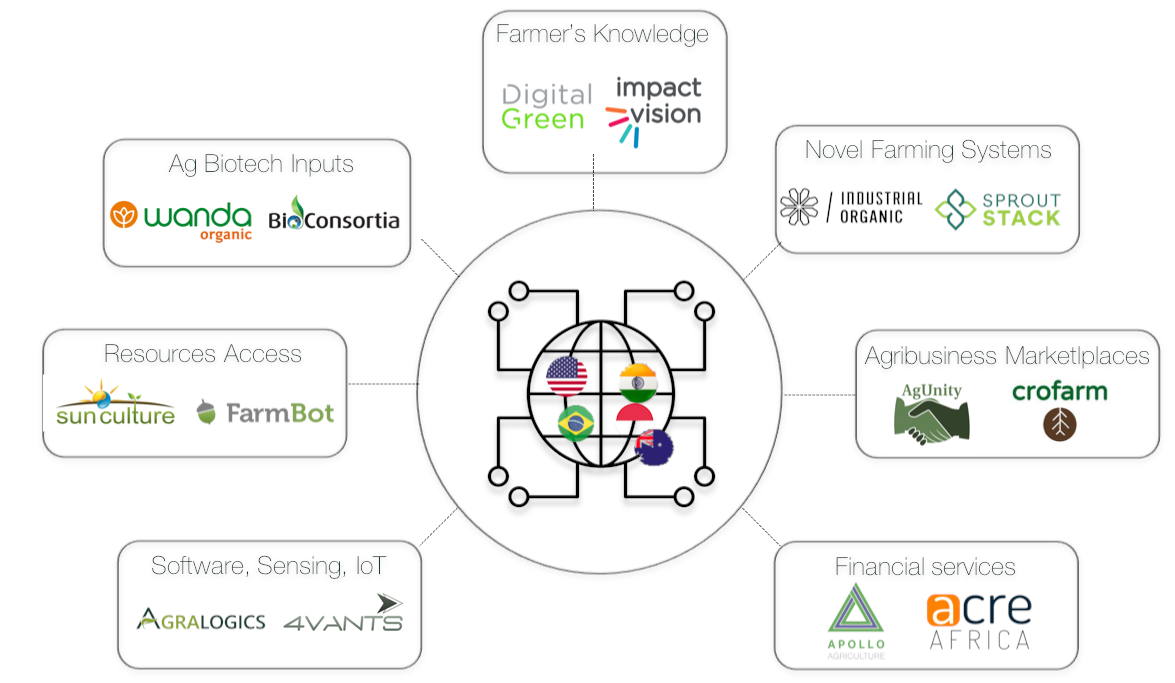 Farmer's Knowledge
Digital
Green
impact
vision
Ag Biotech Inputs
wanda
organic
BioConsortia
Novel Farming Systems
INDUSTRIAL
ORGANIC
SPROUT
STACK
Resources Access
sunculture
FarmBot
Agribusiness Marketlplaces
AgUnity
crofarm
Software, Sensing, IoT
AGRALOGICS
4VANTS
Financial services
APOLLO
AGRICULTURE
acre
AFRICA